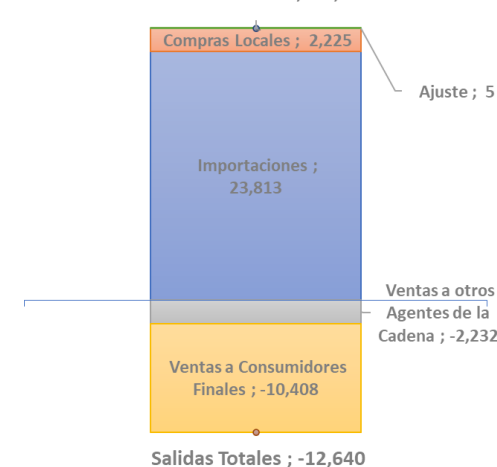 Compras Locales ; 2,225
Ajuste ; 5
Importaciones ;
23,813
Ventas a otros
Agentes de la
Cadena ; -2,232
Ventas a Consumidores
Finales ; -10,408
Salidas Totales ; -12,640